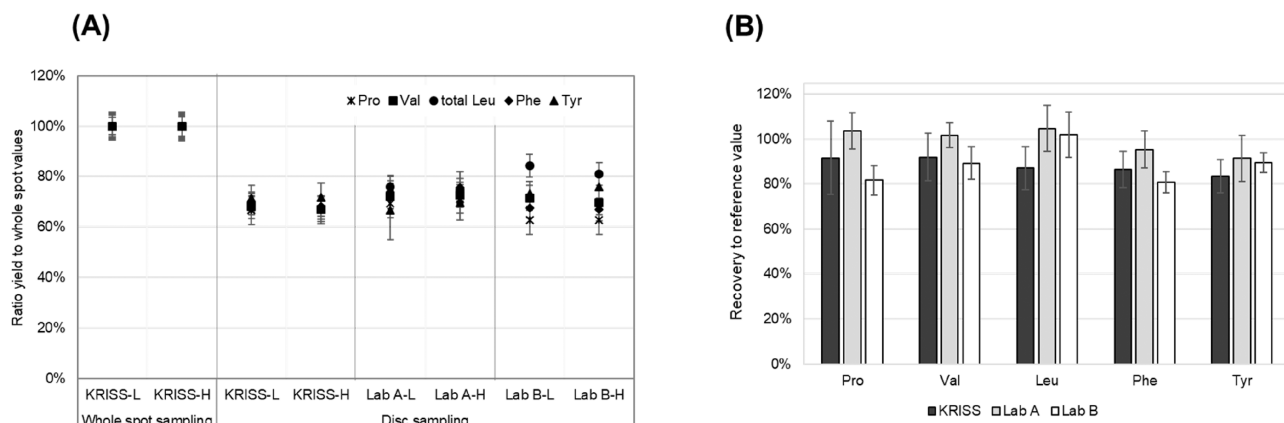 (A)
120%
100%
80%
60%
40%
20%
0%
Ratio yield to whole spot values
Pro Val total Leu Phe Tyr
KRISS-L KRISS-H KRISS-L KRISS-H Lab A-L Lab A-H Lab B-L Lab B-H
Whole spot sampling Disc sampling
(B)
120%
100%
80%
60%
40%
20%
0%
Recovery to reference value
Pro Val Leu Phe Tyr
KRISS Lab A Lab B